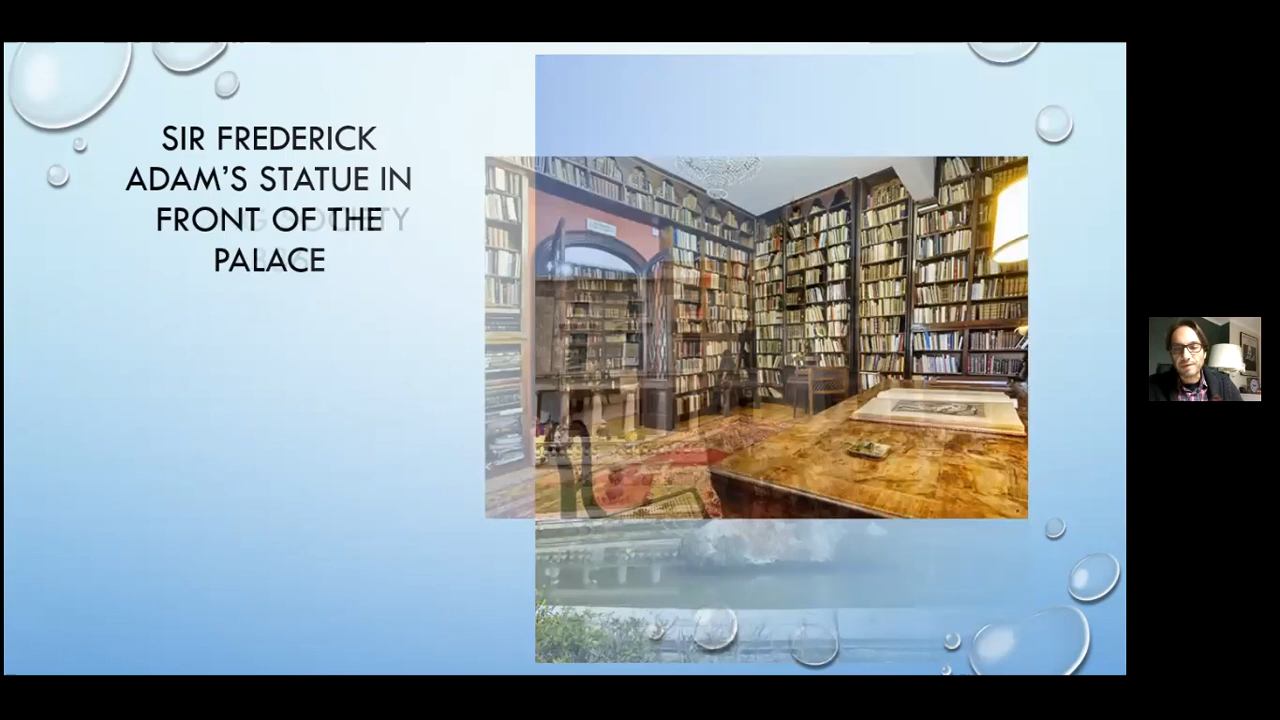 SIR FREDERICK
ADAM'S STATUE IN
FRONT OF THE
PALACE